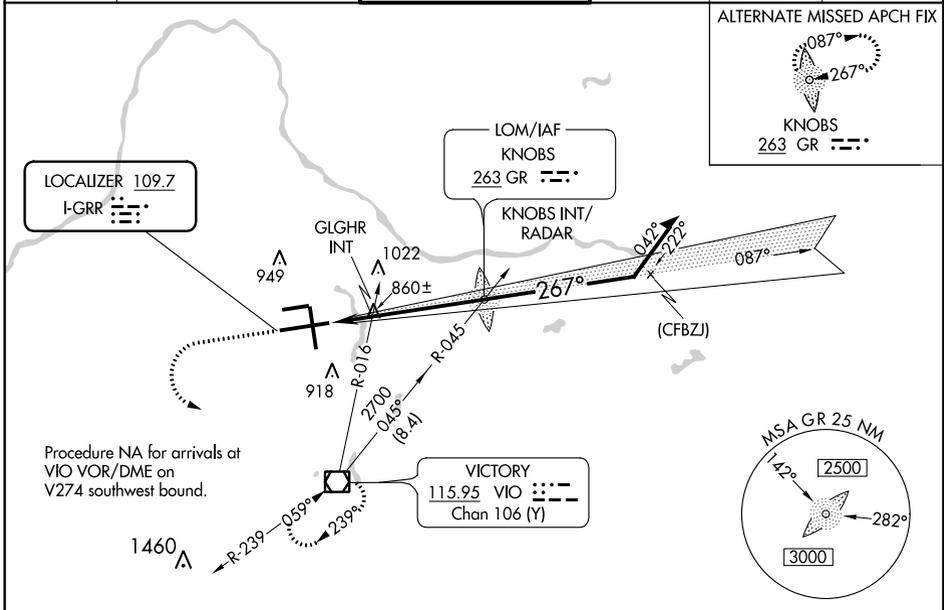 ALTERNATE MISSED APCH FIX
087°
267°
KNOBS
263 GR
LOM/IAF
KNOBS
263 GR
LOCALIZER 109.7
I-GRR
KNOBS INT/
RADAR
GLGHR
INT
1022
949
860±
042°
222°
087°
267°
(CFBZJ)
918
R-016
R-045
2700
045°
(8.4)
Procedure NA for arrivals at
VIO VOR/DME on
V274 southwest bound.
VICTORY
115.95 VIO
Chan 106 (Y)
R-239
059°
239°
1460
MSA GR 25 NM
142°
2500
282°
3000